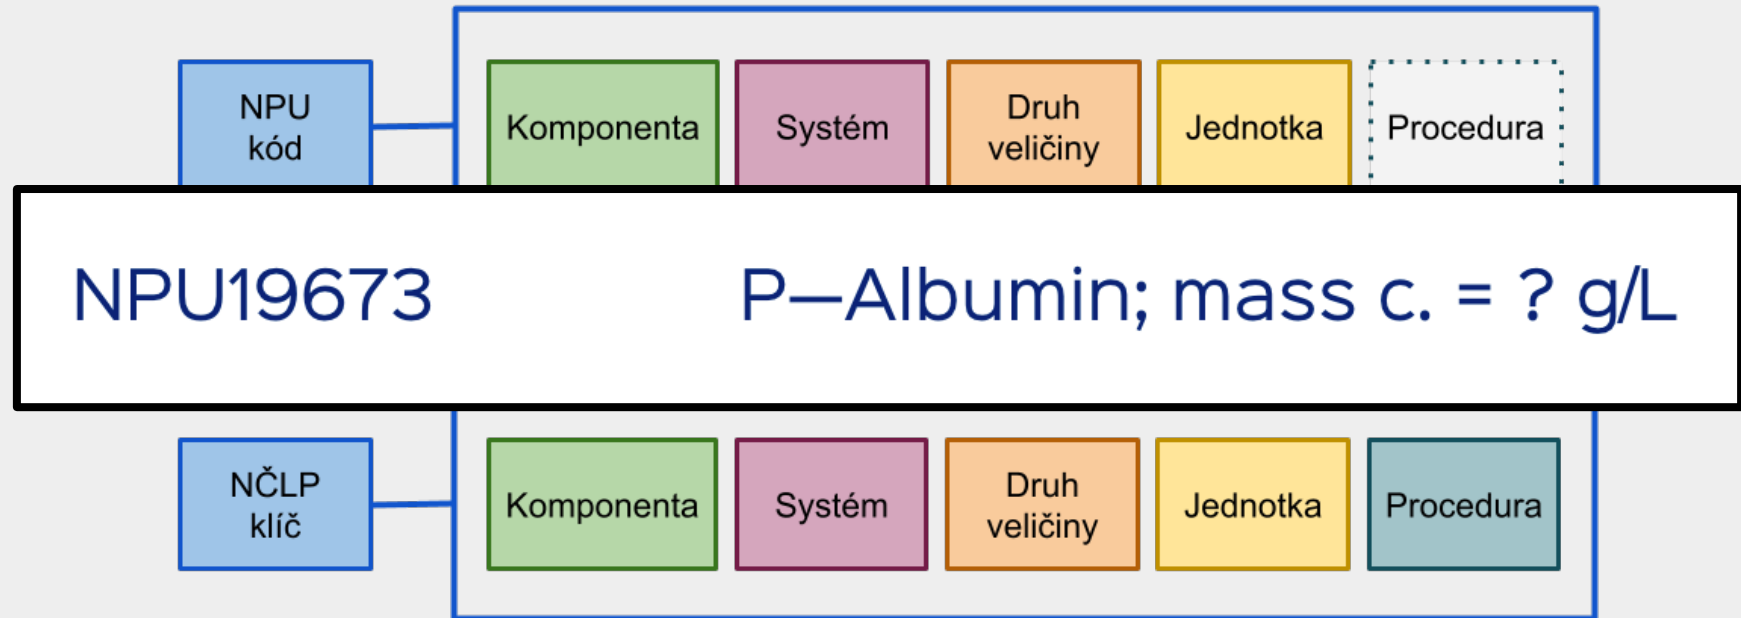 NPU
kód
Komponenta
Systém
Druh
veličiny
Jednotka
Procedura
NPU19673 P—Albumin; mass c. = ? g/L
NČLP
klíč
Komponenta
Systém
Druh
veličiny
Jednotka
Procedura